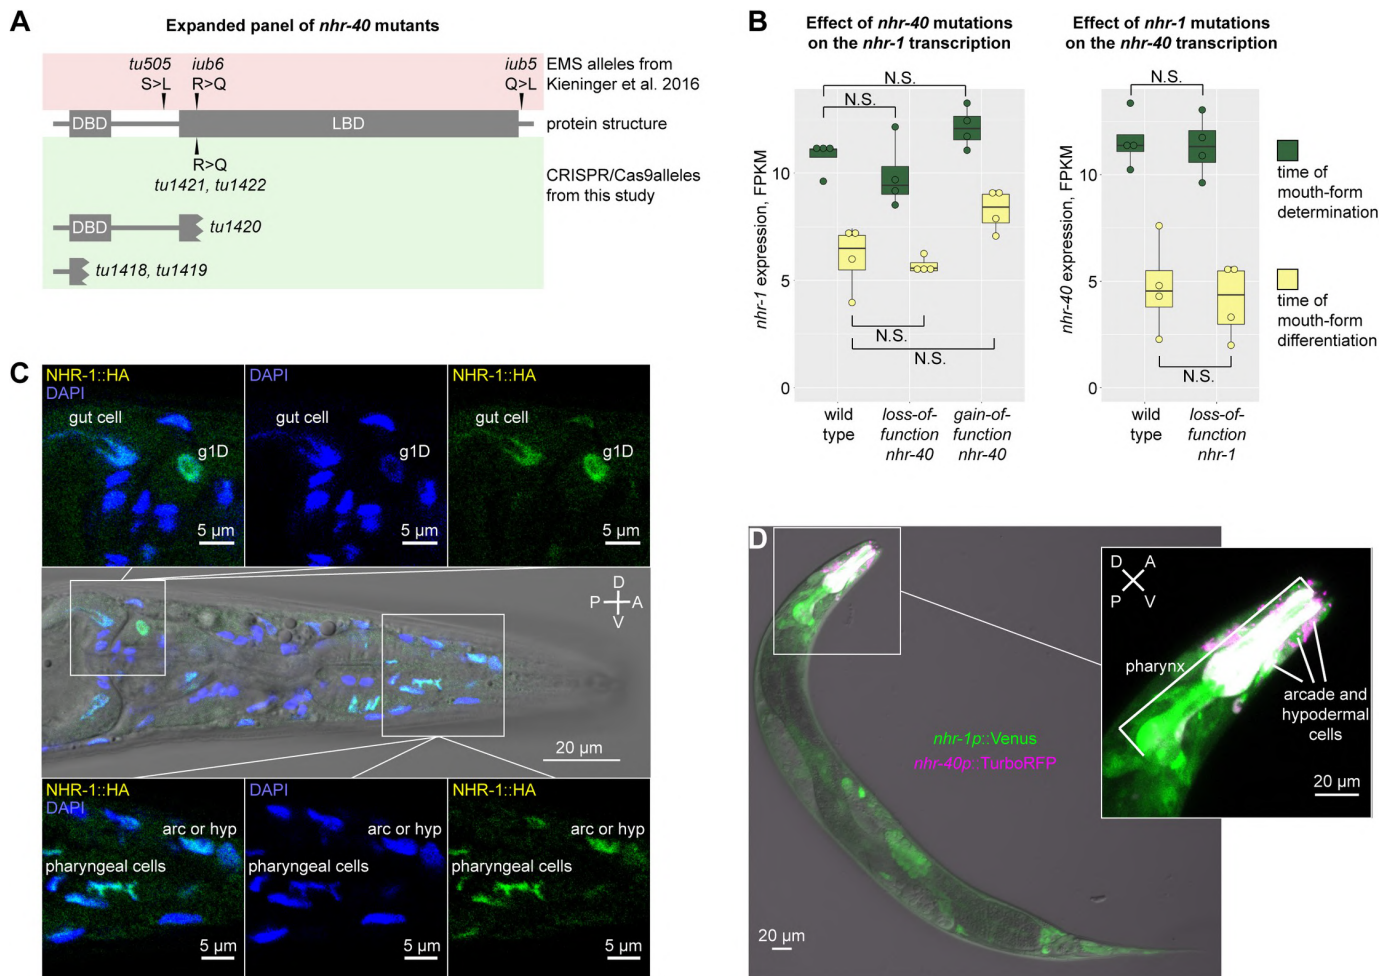 A
Expanded panel of nhr-40 mutants
tu505
S>L
iub6
R>Q
iub5
Q>L
EMS alleles from
Kieninger et al. 2016
DBD
LBD
protein structure
R>Q
tu1421, tu1422
CRISPR/Cas9alleles
from this study
DBD
tu1420
tu1418, tu1419
B
Effect of nhr-40 mutations
on the nhr-1 transcription
N.S.
N.S.
nhr-1 expression, FPKM
10
5
0
N.S.
N.S.
wild
type
loss-of-
function
nhr-40
gain-of-
function
nhr-40
Effect of nhr-1 mutations
on the nhr-40 transcription
N.S.
nhr-40 expression, FPKM
10
5
0
N.S.
wild
type
loss-of-
function
nhr-1
time of
mouth-form
determination
time of
mouth-form
differentiation
C
NHR-1::HA
DAPI
gut cell
g1D
5 µm
DAPI
gut cell
g1D
5 µm
NHR-1::HA
gut cell
g1D
5 µm
D
P
A
V
20 µm
NHR-1::HA
DAPI
arc or hyp
pharyngeal cells
5 µm
DAPI
arc or hyp
pharyngeal cells
5 µm
NHR-1::HA
arc or hyp
pharyngeal cells
5 µm
D
nhr-1p::Venus
nhr-40p::TurboRFP
20 µm
D
A
P
V
pharynx
arcade and
hypodermal
cells
20 µm